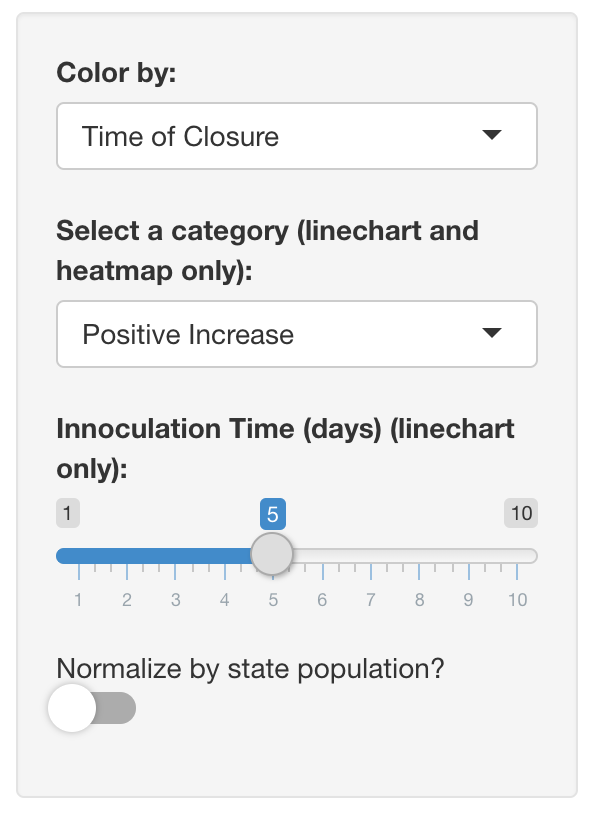 Color by:
Time of Closure
Select a category (linechart and
heatmap only):
Positive Increase
Innoculation Time (days) (linechart
only):
1 5 10
1 2 3 4 5 6 7 8 9 10
Normalize by state population?